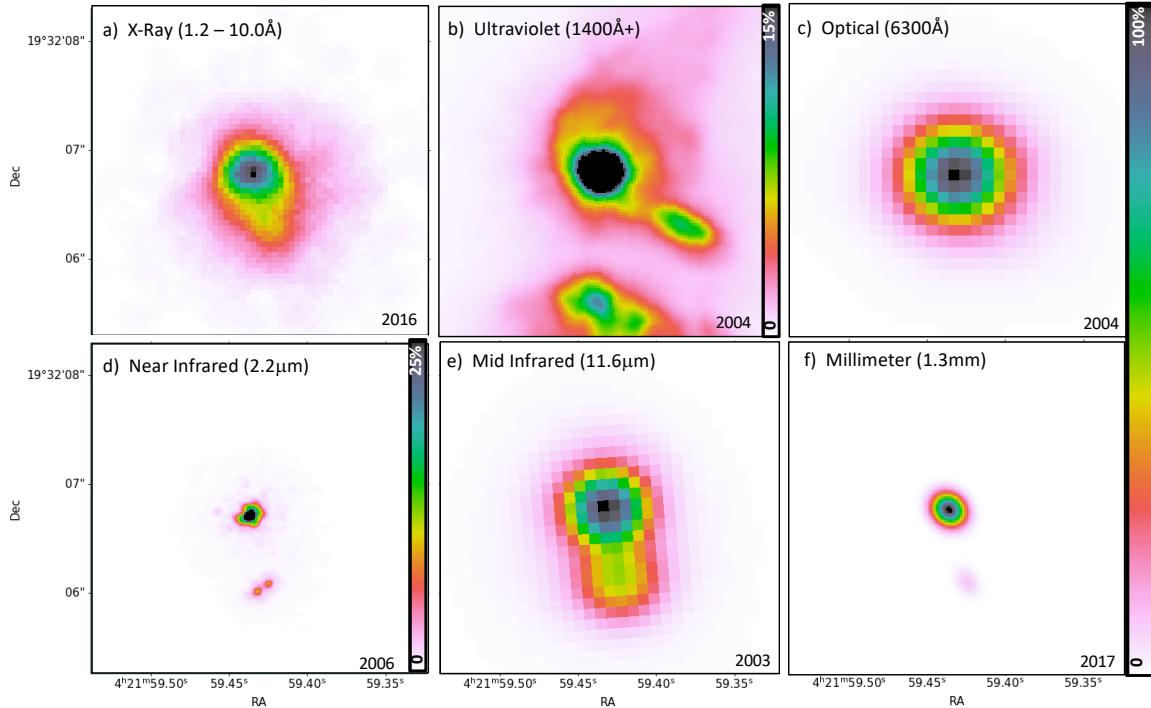 a) X-Ray (1.2 – 10.0Å)
19°32'08"
07"
06"
Dec
2016
b) Ultraviolet (1400Å+)
15%
0
2004
c) Optical (6300Å)
100%
2004
d) Near Infrared (2.2μm)
19°32'08"
07"
06"
Dec
25%
0
2006
e) Mid Infrared (11.6μm)
2003
f) Millimeter (1.3mm)
2017
0
4ʰ21ᵐ59.50ˢ 59.45ˢ 59.40ˢ 59.35ˢ
RA
4ʰ21ᵐ59.50ˢ 59.45ˢ 59.40ˢ 59.35ˢ
RA
4ʰ21ᵐ59.50ˢ 59.45ˢ 59.40ˢ 59.35ˢ
RA